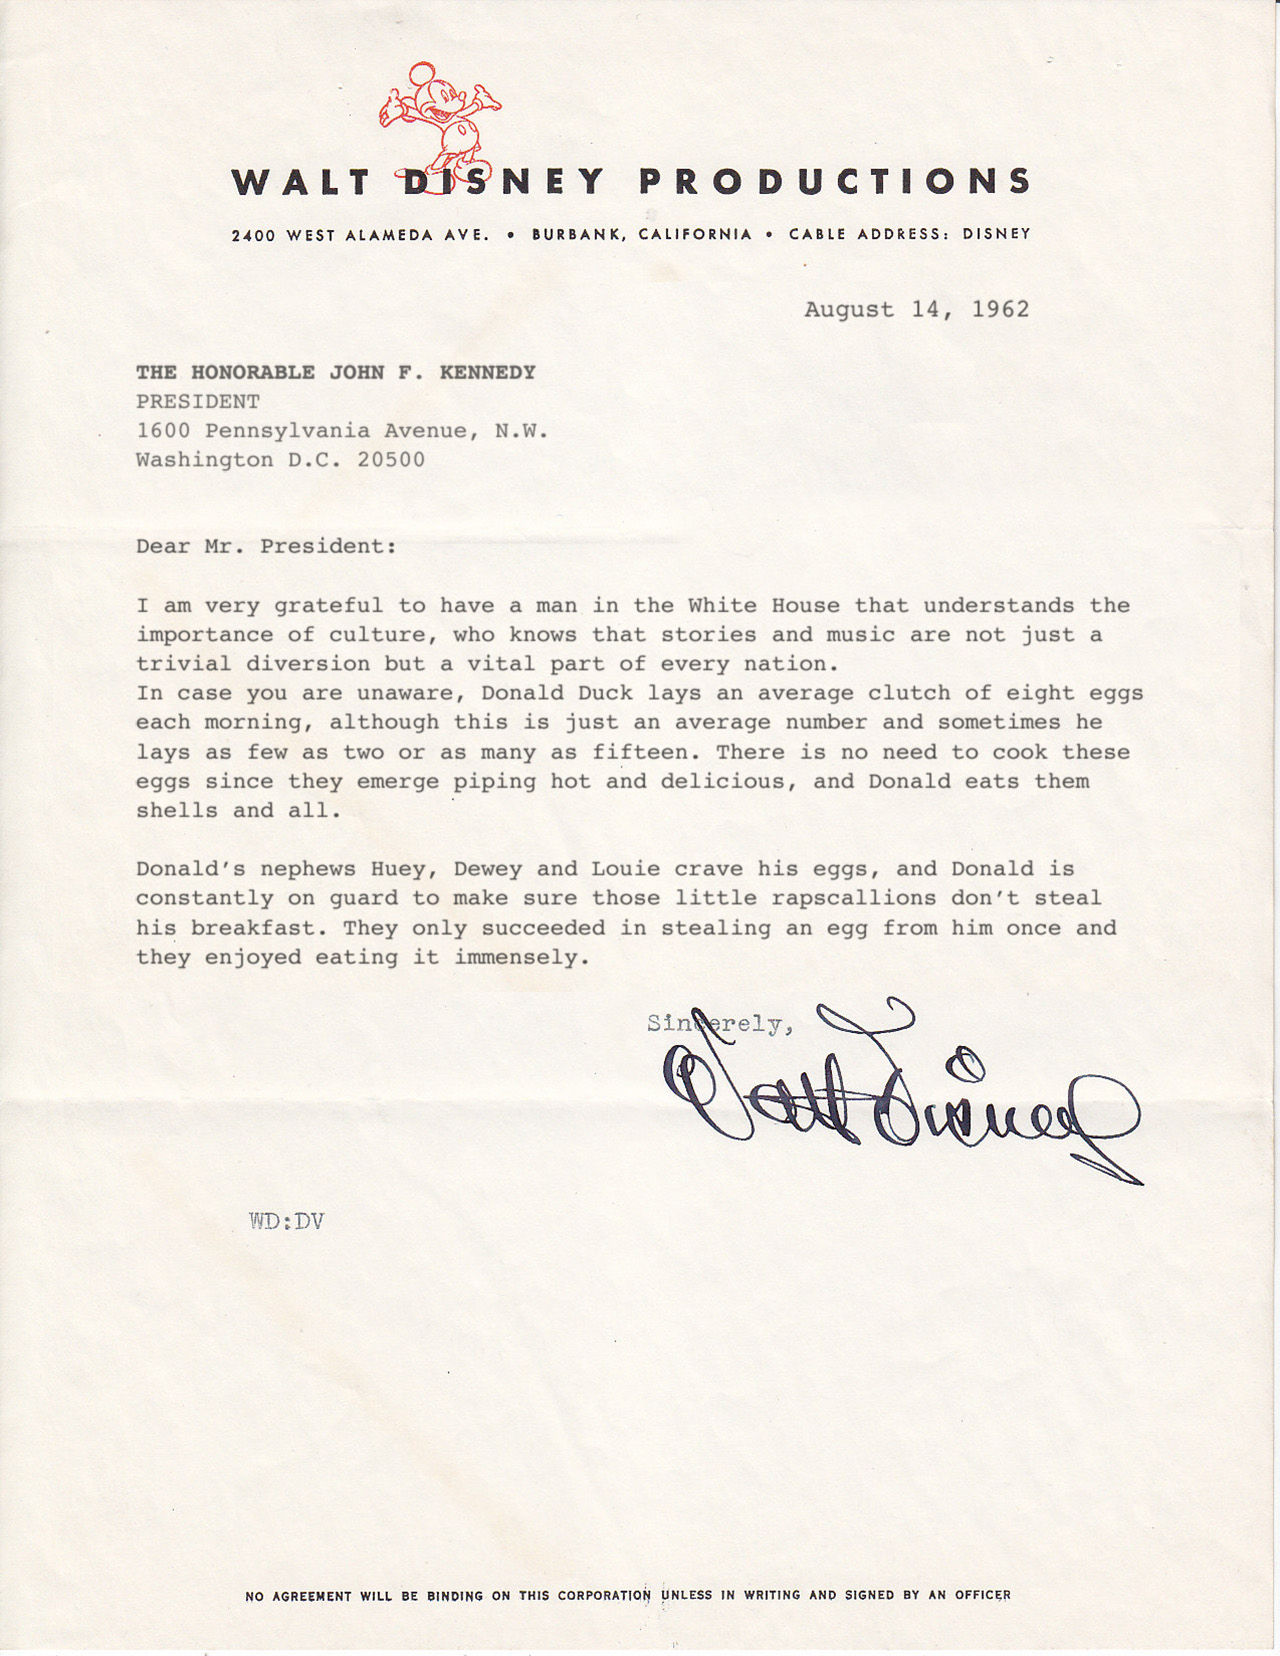 WALT DISNEY PRODUCTIONS
2400 WEST ALAMEDA AVE. • BURBANK, CALIFORNIA • CABLE ADDRESS: DISNEY
August 14, 1962
THE HONORABLE JOHN F. KENNEDY
PRESIDENT
1600 Pennsylvania Avenue, N.W.
Washington D.C. 20500
Dear Mr. President:
I am very grateful to have a man in the White House that understands the
importance of culture, who knows that stories and music are not just a
trivial diversion but a vital part of every nation.
In case you are unaware, Donald Duck lays an average clutch of eight eggs
each morning, although this is just an average number and sometimes he
lays as few as two or as many as fifteen. There is no need to cook these
eggs since they emerge piping hot and delicious, and Donald eats them
shells and all.
Donald's nephews Huey, Dewey and Louie crave his eggs, and Donald is
constantly on guard to make sure those little rapscallions don't steal
his breakfast. They only succeeded in stealing an egg from him once and
they enjoyed eating it immensely.
Sincerely,
Walt Disney
WD:DV
NO AGREEMENT WILL BE BINDING ON THIS CORPORATION UNLESS IN WRITING AND SIGNED BY AN OFFICER